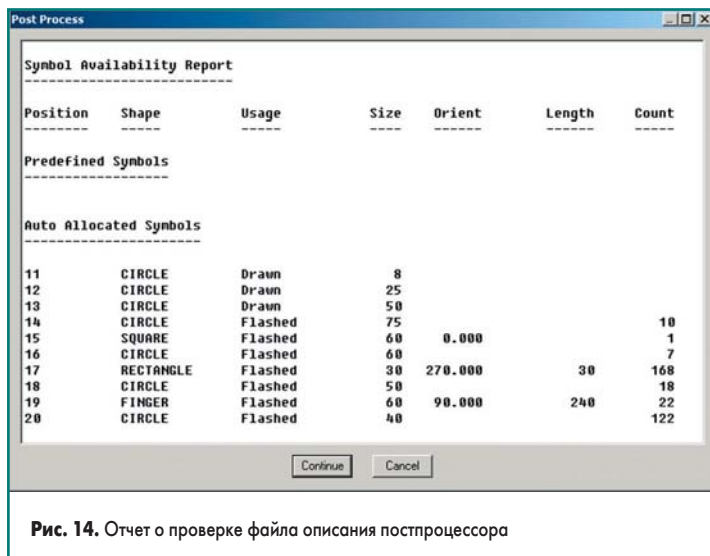 Post Process
Symbol Availability Report
--------------------------
Position Shape Usage Size Orient Length Count
-------- ----- ----- ---- ------ ------ -----
Predefined Symbols
------------------
Auto Allocated Symbols
----------------------
11 CIRCLE Drawn 8
12 CIRCLE Drawn 25
13 CIRCLE Drawn 50
14 CIRCLE Flashed 75 10
15 SQUARE Flashed 60 0.000 1
16 CIRCLE Flashed 60 7
17 RECTANGLE Flashed 30 270.000 30 168
18 CIRCLE Flashed 50 18
19 FINGER Flashed 60 90.000 240 22
20 CIRCLE Flashed 40 122
Continue Cancel
Рис. 14. Отчет о проверке файла описания постпроцессора